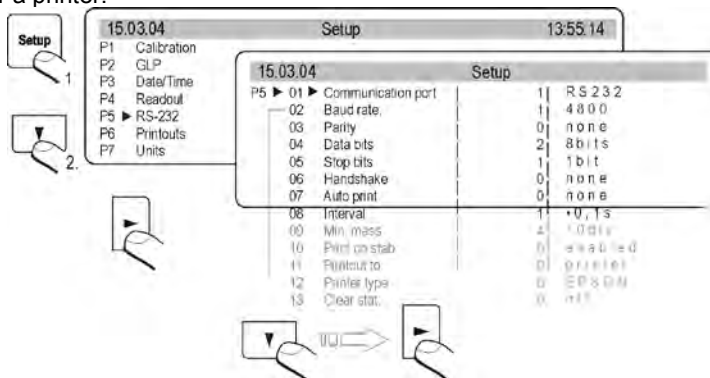 r a printer.
Setup
1
15.03.04 Setup 13:55.14
P1 Calibration
P2 GLP
P3 Date/Time
P4 Readout
P5 ▶ RS-232
P6 Printouts
P7 Units
2.
15.03.04 Setup
P5 ▶ 01 ▶ Communication port 1 RS232
02 Baud rate. 1 4800
03 Parity 0 none
04 Data bits 2 8bits
05 Stop bits 1 1bit
06 Handshake 0 none
07 Auto print 0 none
08 Interval 1 *0,1s
09 Min. mass
10 Print on stab 0 enabled
11 Printout to 0 printer
12 Printer type 0 EPSON
13 Clear stat. 0 off